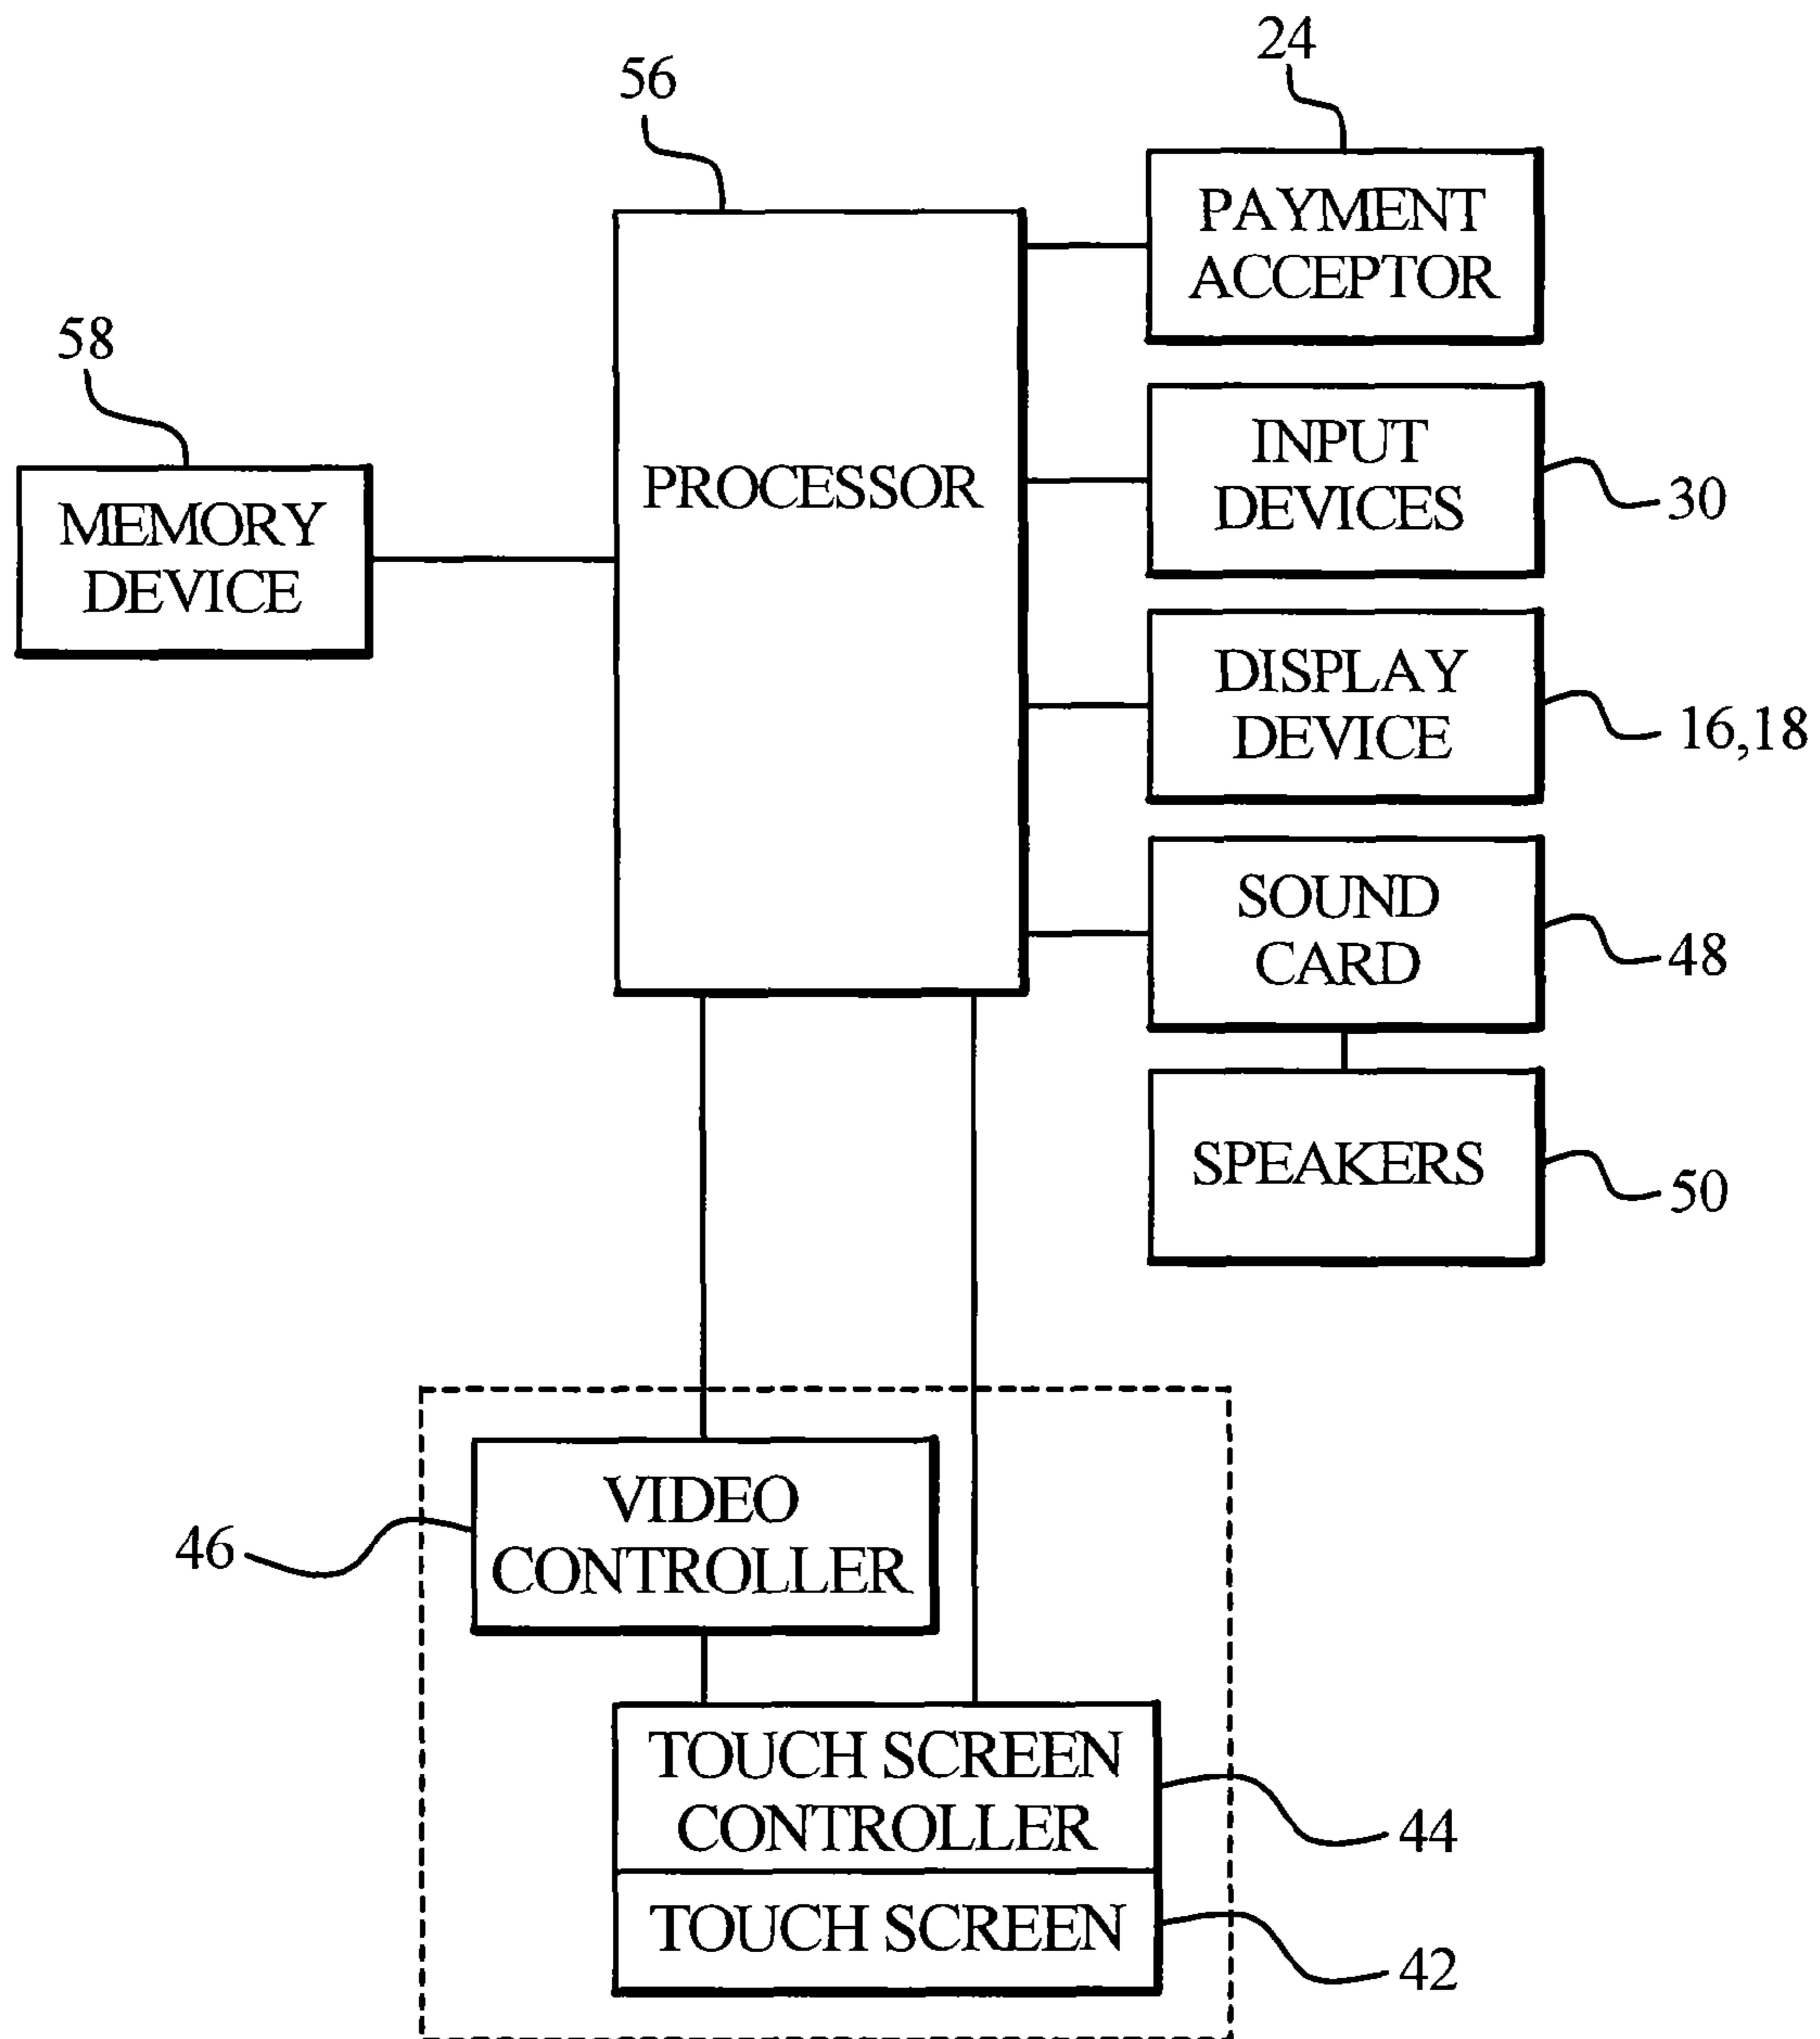 24
56
PAYMENT
ACCEPTOR
58
INPUT
DEVICES
30
PROCESSOR
MEMORY
DEVICE
DISPLAY
DEVICE
16,18
SOUND
CARD
48
SPEAKERS
50
VIDEO
CONTROLLER
46
TOUCH SCREEN
CONTROLLER
44
TOUCH SCREEN
42